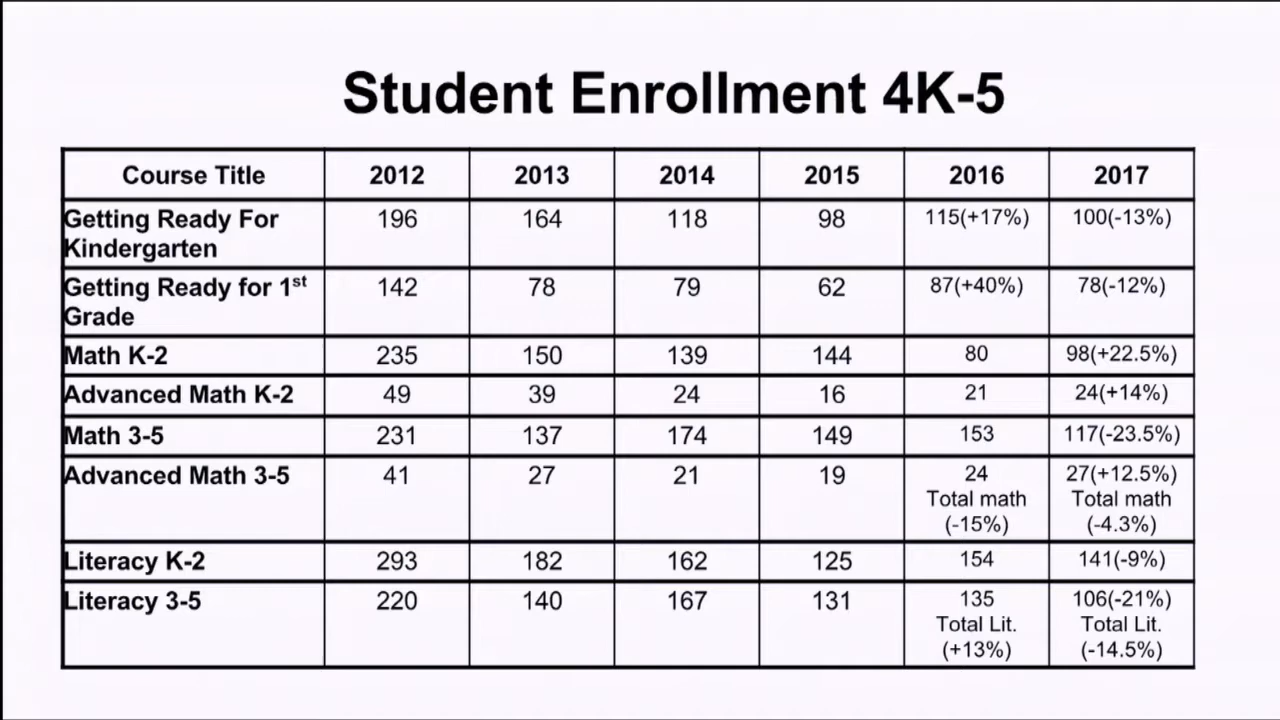 Student Enrollment 4K-5
Course Title 2012 2013 2014 2015 2016 2017
Getting Ready For Kindergarten 196 164 118 98 115(+17%) 100(-13%)
Getting Ready for 1st Grade 142 78 79 62 87(+40%) 78(-12%)
Math K-2 235 150 139 144 80 98(+22.5%)
Advanced Math K-2 49 39 24 16 21 24(+14%)
Math 3-5 231 137 174 149 153 117(-23.5%)
Advanced Math 3-5 41 27 21 19 24 Total math (-15%) 27(+12.5%) Total math (-4.3%)
Literacy K-2 293 182 162 125 154 141(-9%)
Literacy 3-5 220 140 167 131 135 Total Lit. (+13%) 106(-21%) Total Lit. (-14.5%)